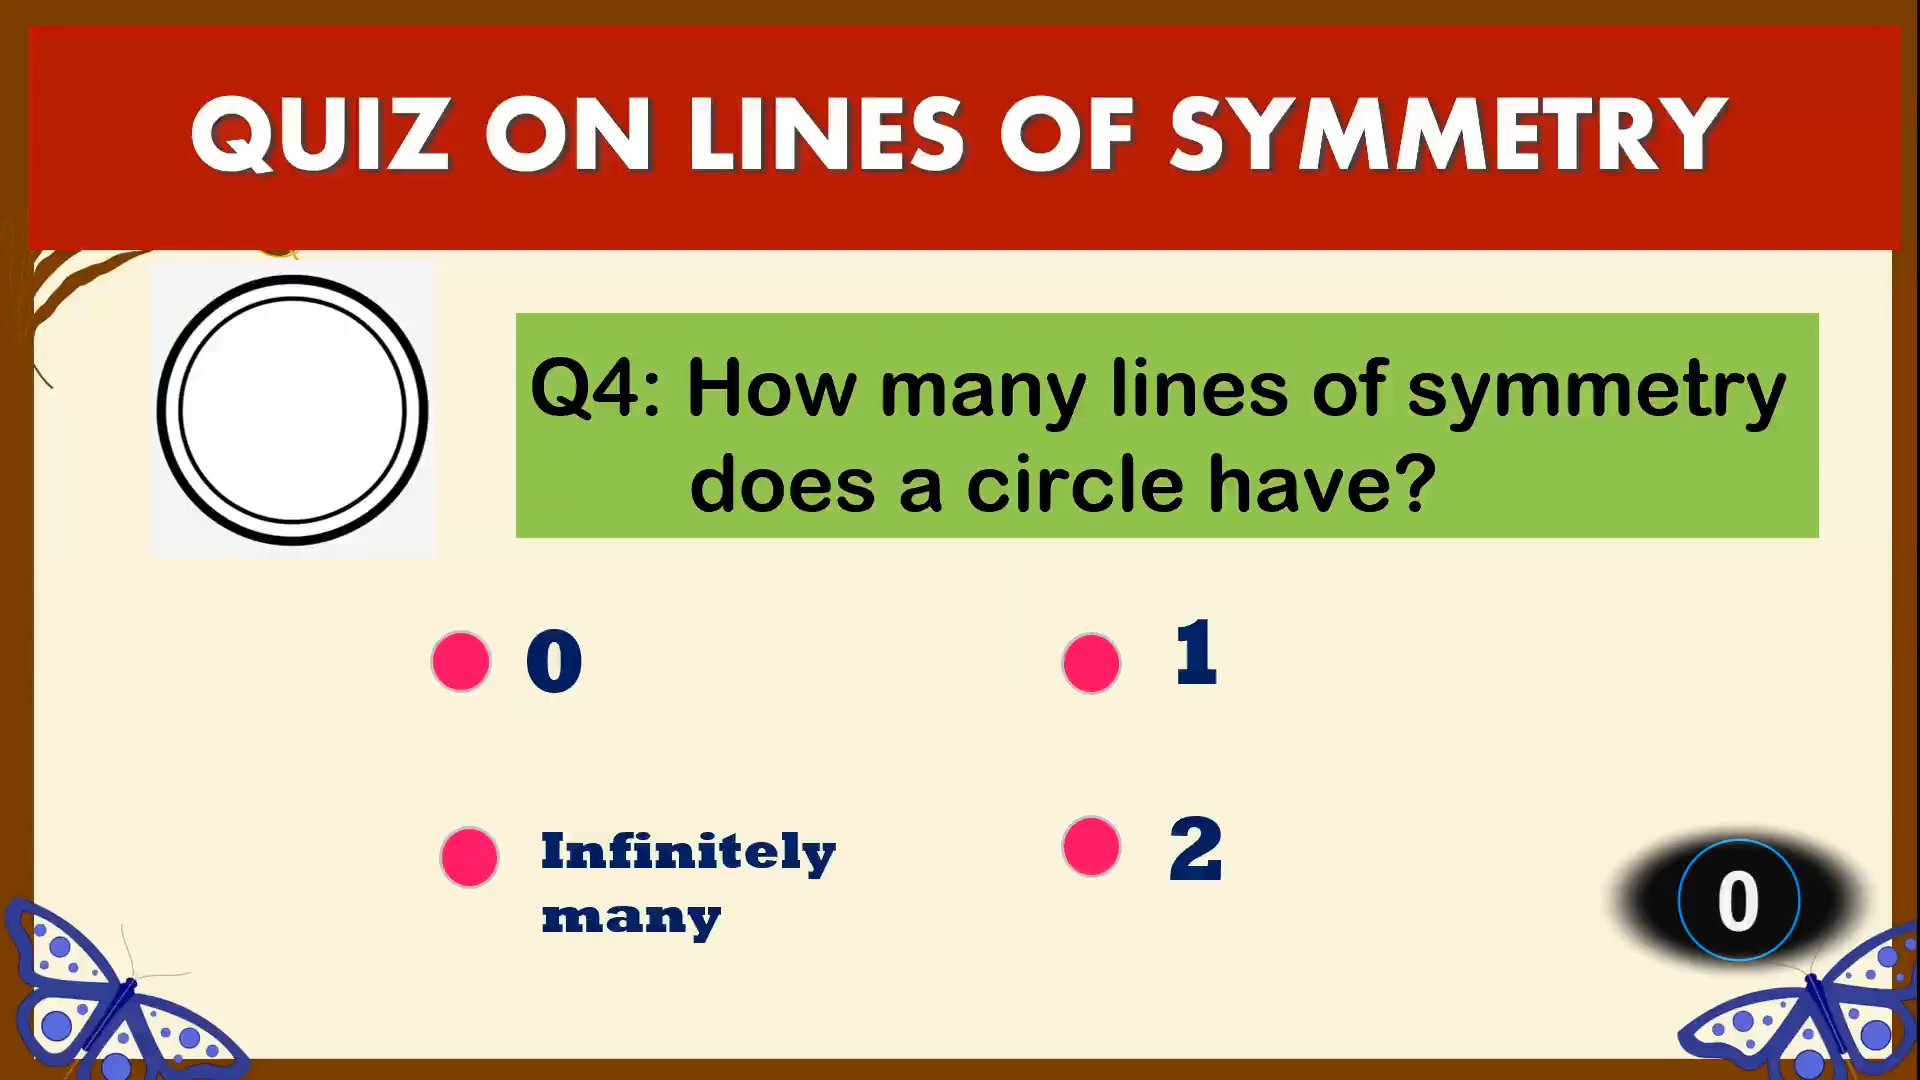 QUIZ ON LINES OF SYMMETRY
Q4: How many lines of symmetry
does a circle have?
0
1
Infinitely
many
2
0